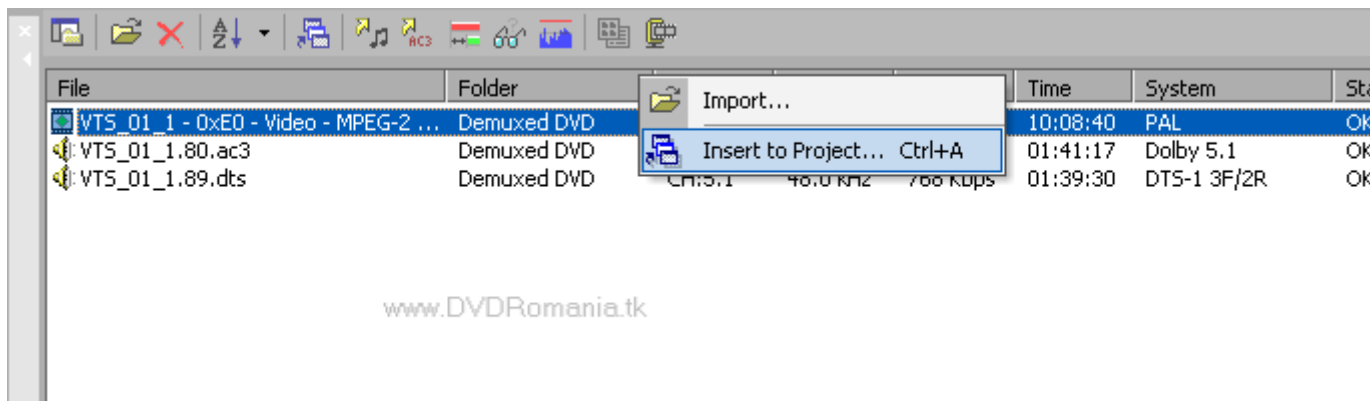 AC3
File Folder Time System Sta
Import...
VTS_01_1 - 0xE0 - Video - MPEG-2 ... Demuxed DVD 10:08:40 PAL OK
VTS_01_1.80.ac3 Demuxed DVD Insert to Project... Ctrl+A 01:41:17 Dolby 5.1 OK
VTS_01_1.89.dts Demuxed DVD CH:5.1 48.0 kHz 768 Kbps 01:39:30 DTS-1 3F/2R OK
www.DVDRomania.tk